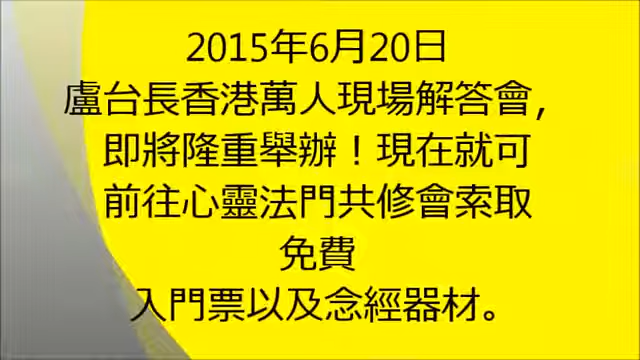 2015年6月20日
盧台長香港萬人現場解答會，
即將隆重舉辦！現在就可
前往心靈法門共修會索取
免費
入門票以及念經器材。